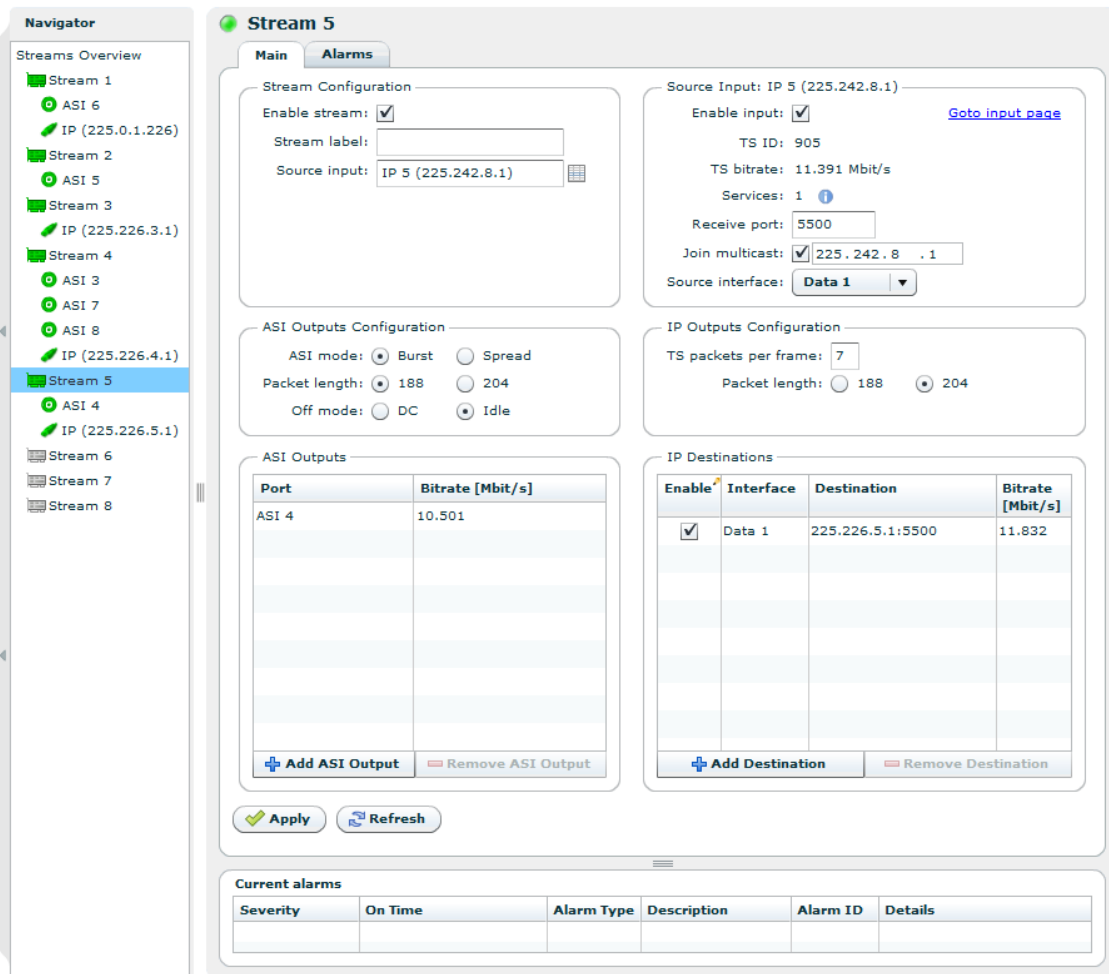 Navigator
Streams Overview
Stream 1
ASI 6
IP (225.0.1.226)
Stream 2
ASI 5
Stream 3
IP (225.226.3.1)
Stream 4
ASI 3
ASI 7
ASI 8
IP (225.226.4.1)
Stream 5
ASI 4
IP (225.226.5.1)
Stream 6
Stream 7
Stream 8
Stream 5
Main Alarms
Stream Configuration
Enable stream:
Stream label:
Source input: IP 5 (225.242.8.1)
Source Input: IP 5 (225.242.8.1)
Enable input: Goto input page
TS ID: 905
TS bitrate: 11.391 Mbit/s
Services: 1
Receive port: 5500
Join multicast: 225.242.8 .1
Source interface: Data 1
ASI Outputs Configuration
ASI mode: Burst Spread
Packet length: 188 204
Off mode: DC Idle
IP Outputs Configuration
TS packets per frame: 7
Packet length: 188 204
ASI Outputs
Port Bitrate [Mbit/s]
ASI 4 10.501
Add ASI Output Remove ASI Output
IP Destinations
Enable Interface Destination Bitrate
[Mbit/s]
Data 1 225.226.5.1:5500 11.832
Add Destination Remove Destination
Apply Refresh
Current alarms
Severity On Time Alarm Type Description Alarm ID Details